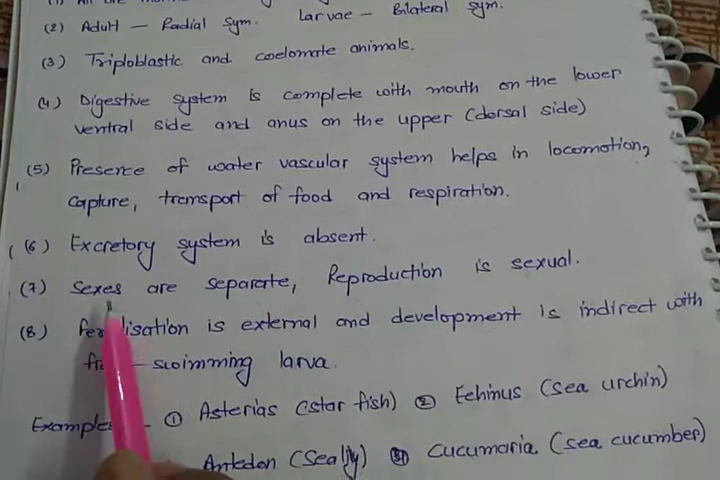 (1) All are marine
(2) Adult - Radial Sym. Larvae - Bilateral sym.
(3) Triploblastic and coelomate animals.
(4) Digestive system is complete with mouth on the lower
ventral side and anus on the upper (dorsal side)
(5) Presence of water vascular system helps in locomotion,
capture, transport of food and respiration.
(6) Excretory system is absent.
(7) Sexes are separate, Reproduction is sexual.
(8) is external and development is indirect with
- swimming larva.
Examples - ① Asterias (star fish) ② Echinus (sea urchin)
Antedon (Sea lily) Cucumaria (sea cucumber)